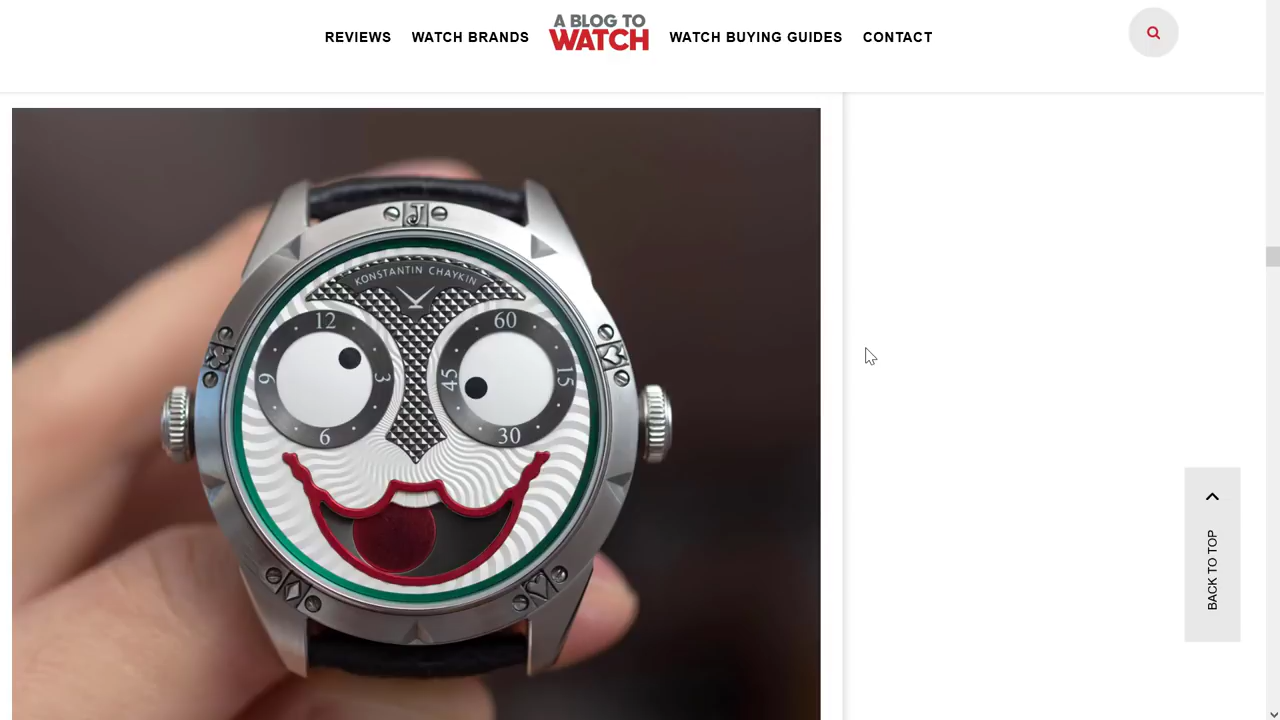 REVIEWS
WATCH BRANDS
A BLOG TO
WATCH
WATCH BUYING GUIDES
CONTACT
J
KONSTANTIN CHAYKIN
12
3
6
9
60
15
30
45
BACK TO TOP